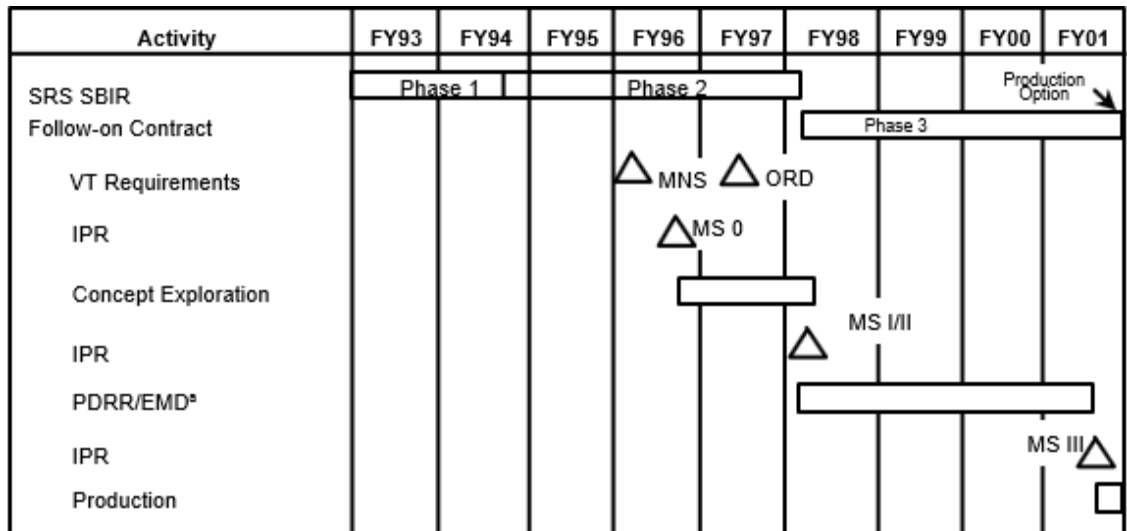 Activity FY93 FY94 FY95 FY96 FY97 FY98 FY99 FY00 FY01
SRS SBIR Phase 1 Phase 2 Production
Option
Follow-on Contract Phase 3
VT Requirements MNS ORD
IPR MS 0
Concept Exploration
MS I/II
IPR
PDRR/EMDª
IPR MS III
Production